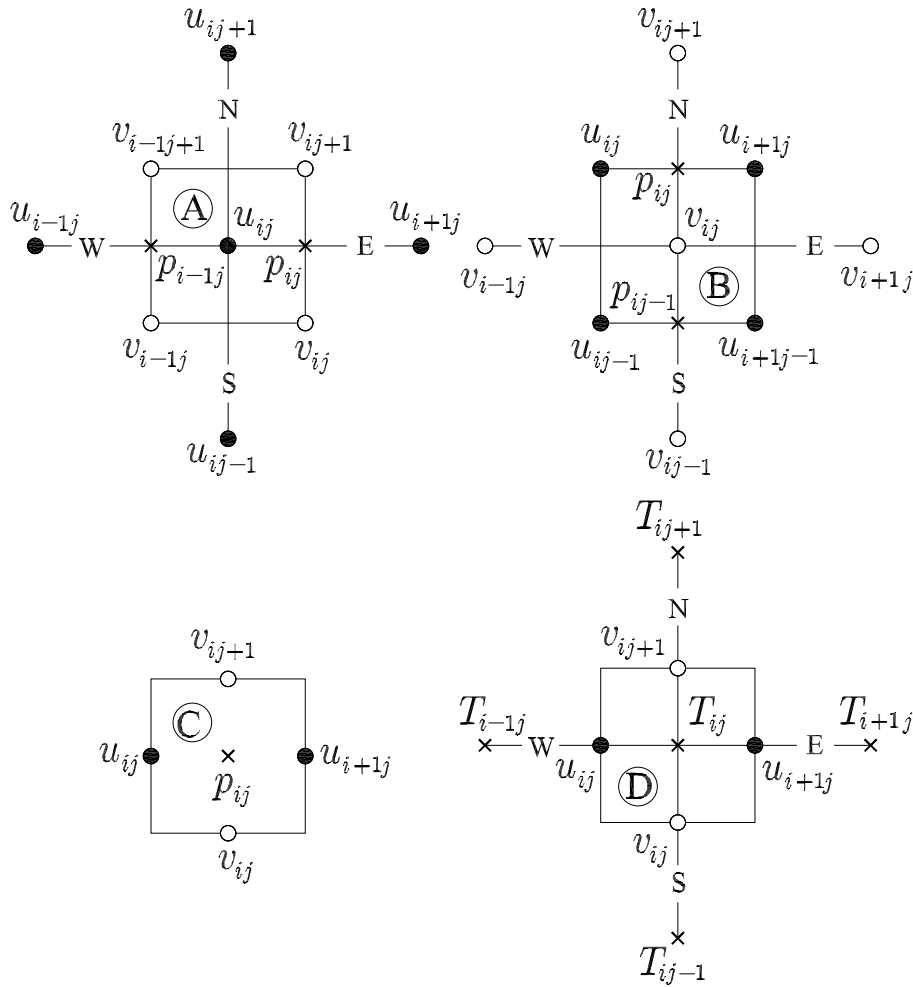 u_{ij+1} v_{ij+1}
N N
v_{i-1j+1} v_{ij+1} u_{ij} u_{i+1j}
A p_{ij}
u_{i-1j} u_{ij} u_{i+1j} v_{ij}
W E W E
p_{i-1j} p_{ij} v_{i-1j} p_{ij-1} B v_{i+1j}
v_{i-1j} v_{ij} u_{ij-1} u_{i+1j-1}
S S
u_{ij-1} v_{ij-1}
T_{ij+1}
N
v_{ij+1} v_{ij+1}
C T_{i-1j} T_{ij} T_{i+1j}
u_{ij} u_{i+1j} W E
p_{ij} u_{ij} D u_{i+1j}
v_{ij} v_{ij}
S
T_{ij-1}